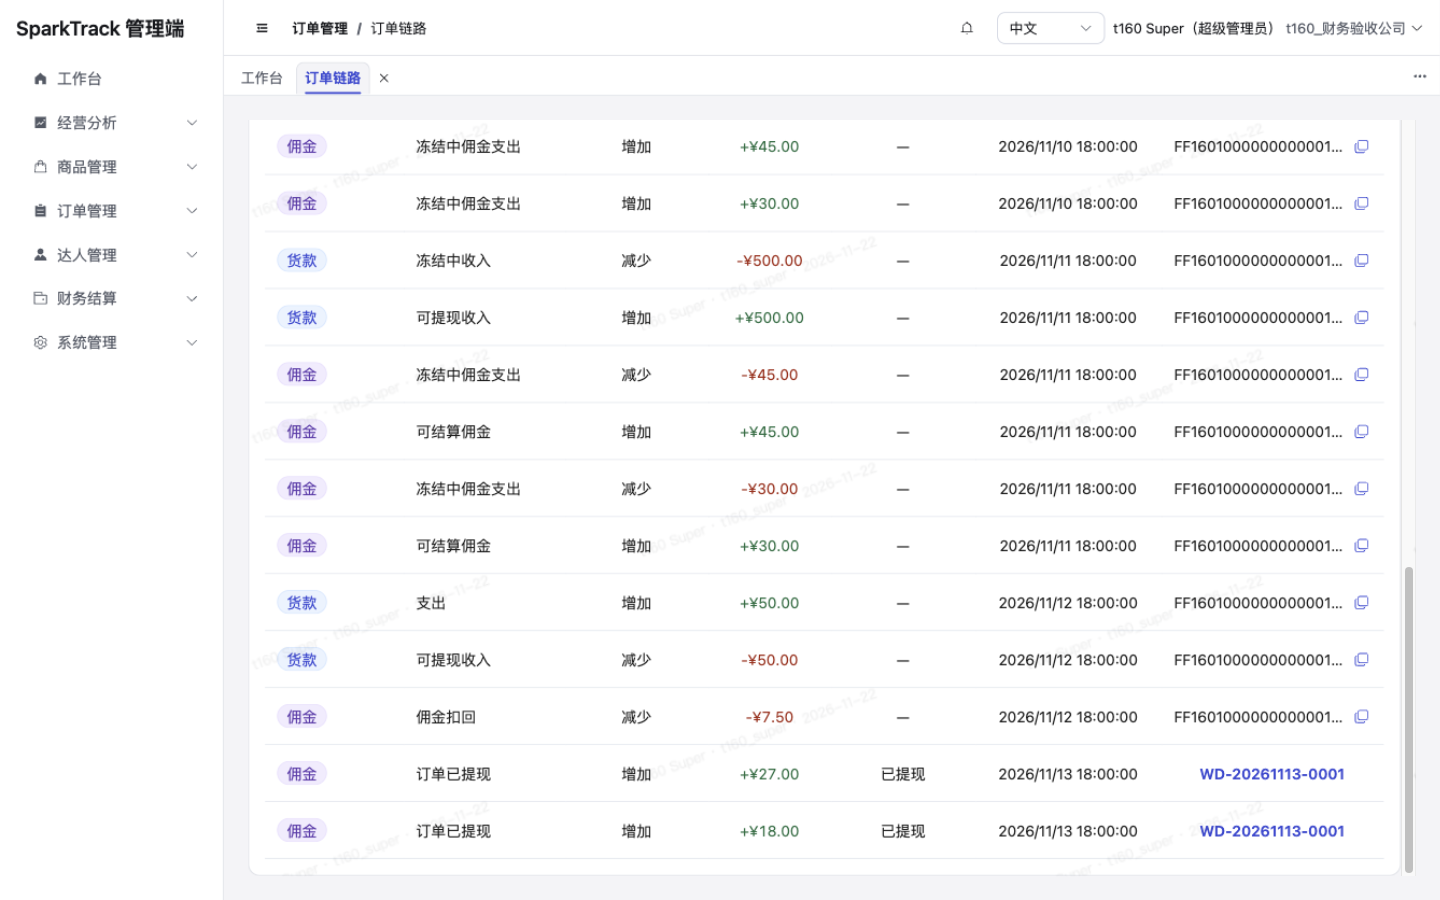 SparkTrack 管理端
订单管理 / 订单链路
中文
t160 Super（超级管理员）
t160_财务验收公司
工作台
订单链路
工作台
经营分析
商品管理
订单管理
达人管理
财务结算
系统管理
佣金 冻结中佣金支出 增加 +¥45.00 — 2026/11/10 18:00:00 FF1601000000000001...
佣金 冻结中佣金支出 增加 +¥30.00 — 2026/11/10 18:00:00 FF1601000000000001...
货款 冻结中收入 减少 -¥500.00 — 2026/11/11 18:00:00 FF1601000000000001...
货款 可提现收入 增加 +¥500.00 — 2026/11/11 18:00:00 FF1601000000000001...
佣金 冻结中佣金支出 减少 -¥45.00 — 2026/11/11 18:00:00 FF1601000000000001...
佣金 可结算佣金 增加 +¥45.00 — 2026/11/11 18:00:00 FF1601000000000001...
佣金 冻结中佣金支出 减少 -¥30.00 — 2026/11/11 18:00:00 FF1601000000000001...
佣金 可结算佣金 增加 +¥30.00 — 2026/11/11 18:00:00 FF1601000000000001...
货款 支出 增加 +¥50.00 — 2026/11/12 18:00:00 FF1601000000000001...
货款 可提现收入 减少 -¥50.00 — 2026/11/12 18:00:00 FF1601000000000001...
佣金 佣金扣回 减少 -¥7.50 — 2026/11/12 18:00:00 FF1601000000000001...
佣金 订单已提现 增加 +¥27.00 已提现 2026/11/13 18:00:00 WD-20261113-0001
佣金 订单已提现 增加 +¥18.00 已提现 2026/11/13 18:00:00 WD-20261113-0001